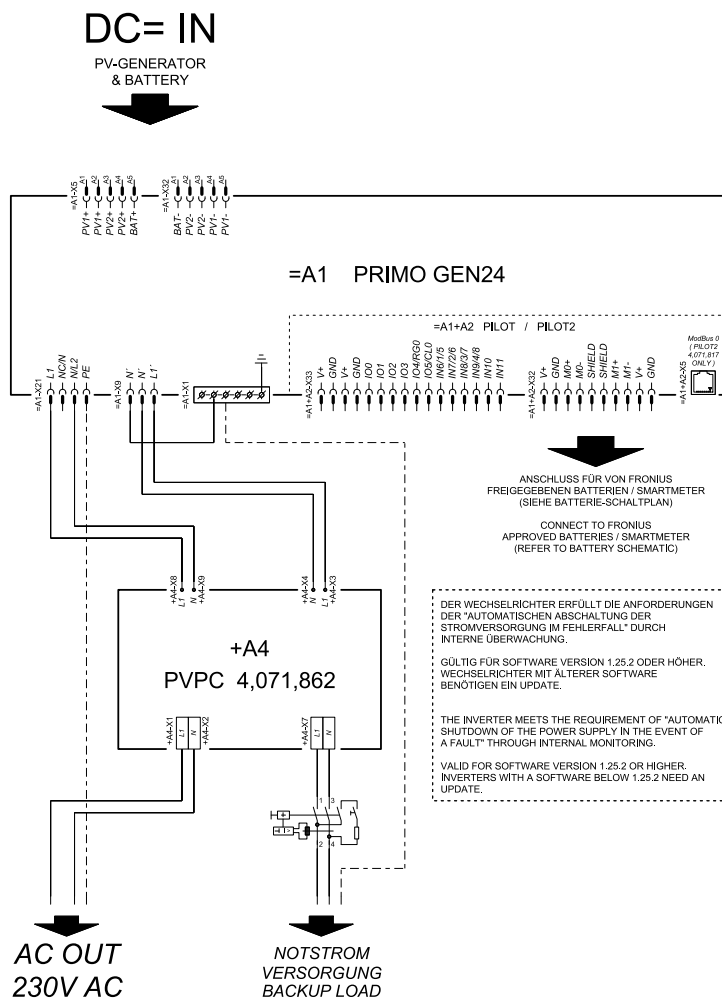 DC= IN
PV-GENERATOR
& BATTERY
=A1-X5
A1 A2 A3 A4 A5
PV1+ PV1+ PV2+ PV2+ BAT+
=A1-X32
A1 A2 A3 A4 A5
BAT- PV2- PV2- PV1- PV1-
=A1 PRIMO GEN24
=A1+A2 PILOT / PILOT2
ModBus 0
( PILOT2
4,071,817
ONLY )
=A1-X21
L1 NC/N N/L2 PE
=A1-X9
N' N' L1'
=A1-X1
=A1+A2-X33
V+ GND V+ GND IO0 IO1 IO2 IO3 IO4/RG0 IO5/CL0 IN6/1/5 IN7/2/6 IN8/3/7 IN9/4/8 IN10 IN11
=A1+A2-X32
V+ GND M0+ M0- SHIELD SHIELD M1+ M1- V+ GND
=A1+A2-X5
ANSCHLUSS FÜR VON FRONIUS
FREIGEGEBENEN BATTERIEN / SMARTMETER
(SIEHE BATTERIE-SCHALTPLAN)
CONNECT TO FRONIUS
APPROVED BATTERIES / SMARTMETER
(REFER TO BATTERY SCHEMATIC)
+A4-X8
L1
+A4-X9
N
+A4-X4
N
+A4-X3
L1
+A4
PVPC 4,071,862
+A4-X1
L1
+A4-X2
N
+A4-X7
L1 N
DER WECHSELRICHTER ERFÜLLT DIE ANFORDERUNGEN
DER "AUTOMATISCHEN ABSCHALTUNG DER
STROMVERSORGUNG IM FEHLERFALL" DURCH
INTERNE ÜBERWACHUNG.
GÜLTIG FÜR SOFTWARE VERSION 1.25.2 ODER HÖHER.
WECHSELRICHTER MIT ÄLTERER SOFTWARE
BENÖTIGEN EIN UPDATE.
THE INVERTER MEETS THE REQUIREMENT OF "AUTOMATIC
SHUTDOWN OF THE POWER SUPPLY IN THE EVENT OF
A FAULT" THROUGH INTERNAL MONITORING.
VALID FOR SOFTWARE VERSION 1.25.2 OR HIGHER.
INVERTERS WITH A SOFTWARE BELOW 1.25.2 NEED AN
UPDATE.
1 3
2 4
AC OUT
230V AC
NOTSTROM
VERSORGUNG
BACKUP LOAD